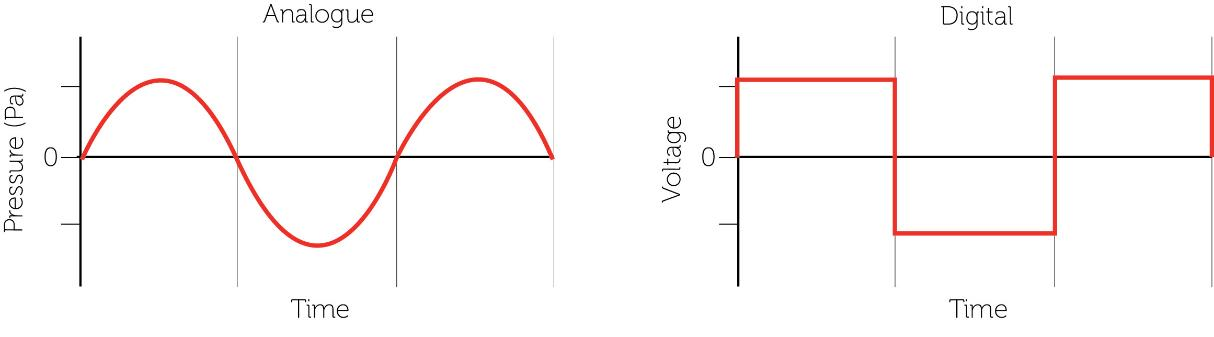 Analogue
Pressure (Pa)
0
Time
Digital
Voltage
0
Time